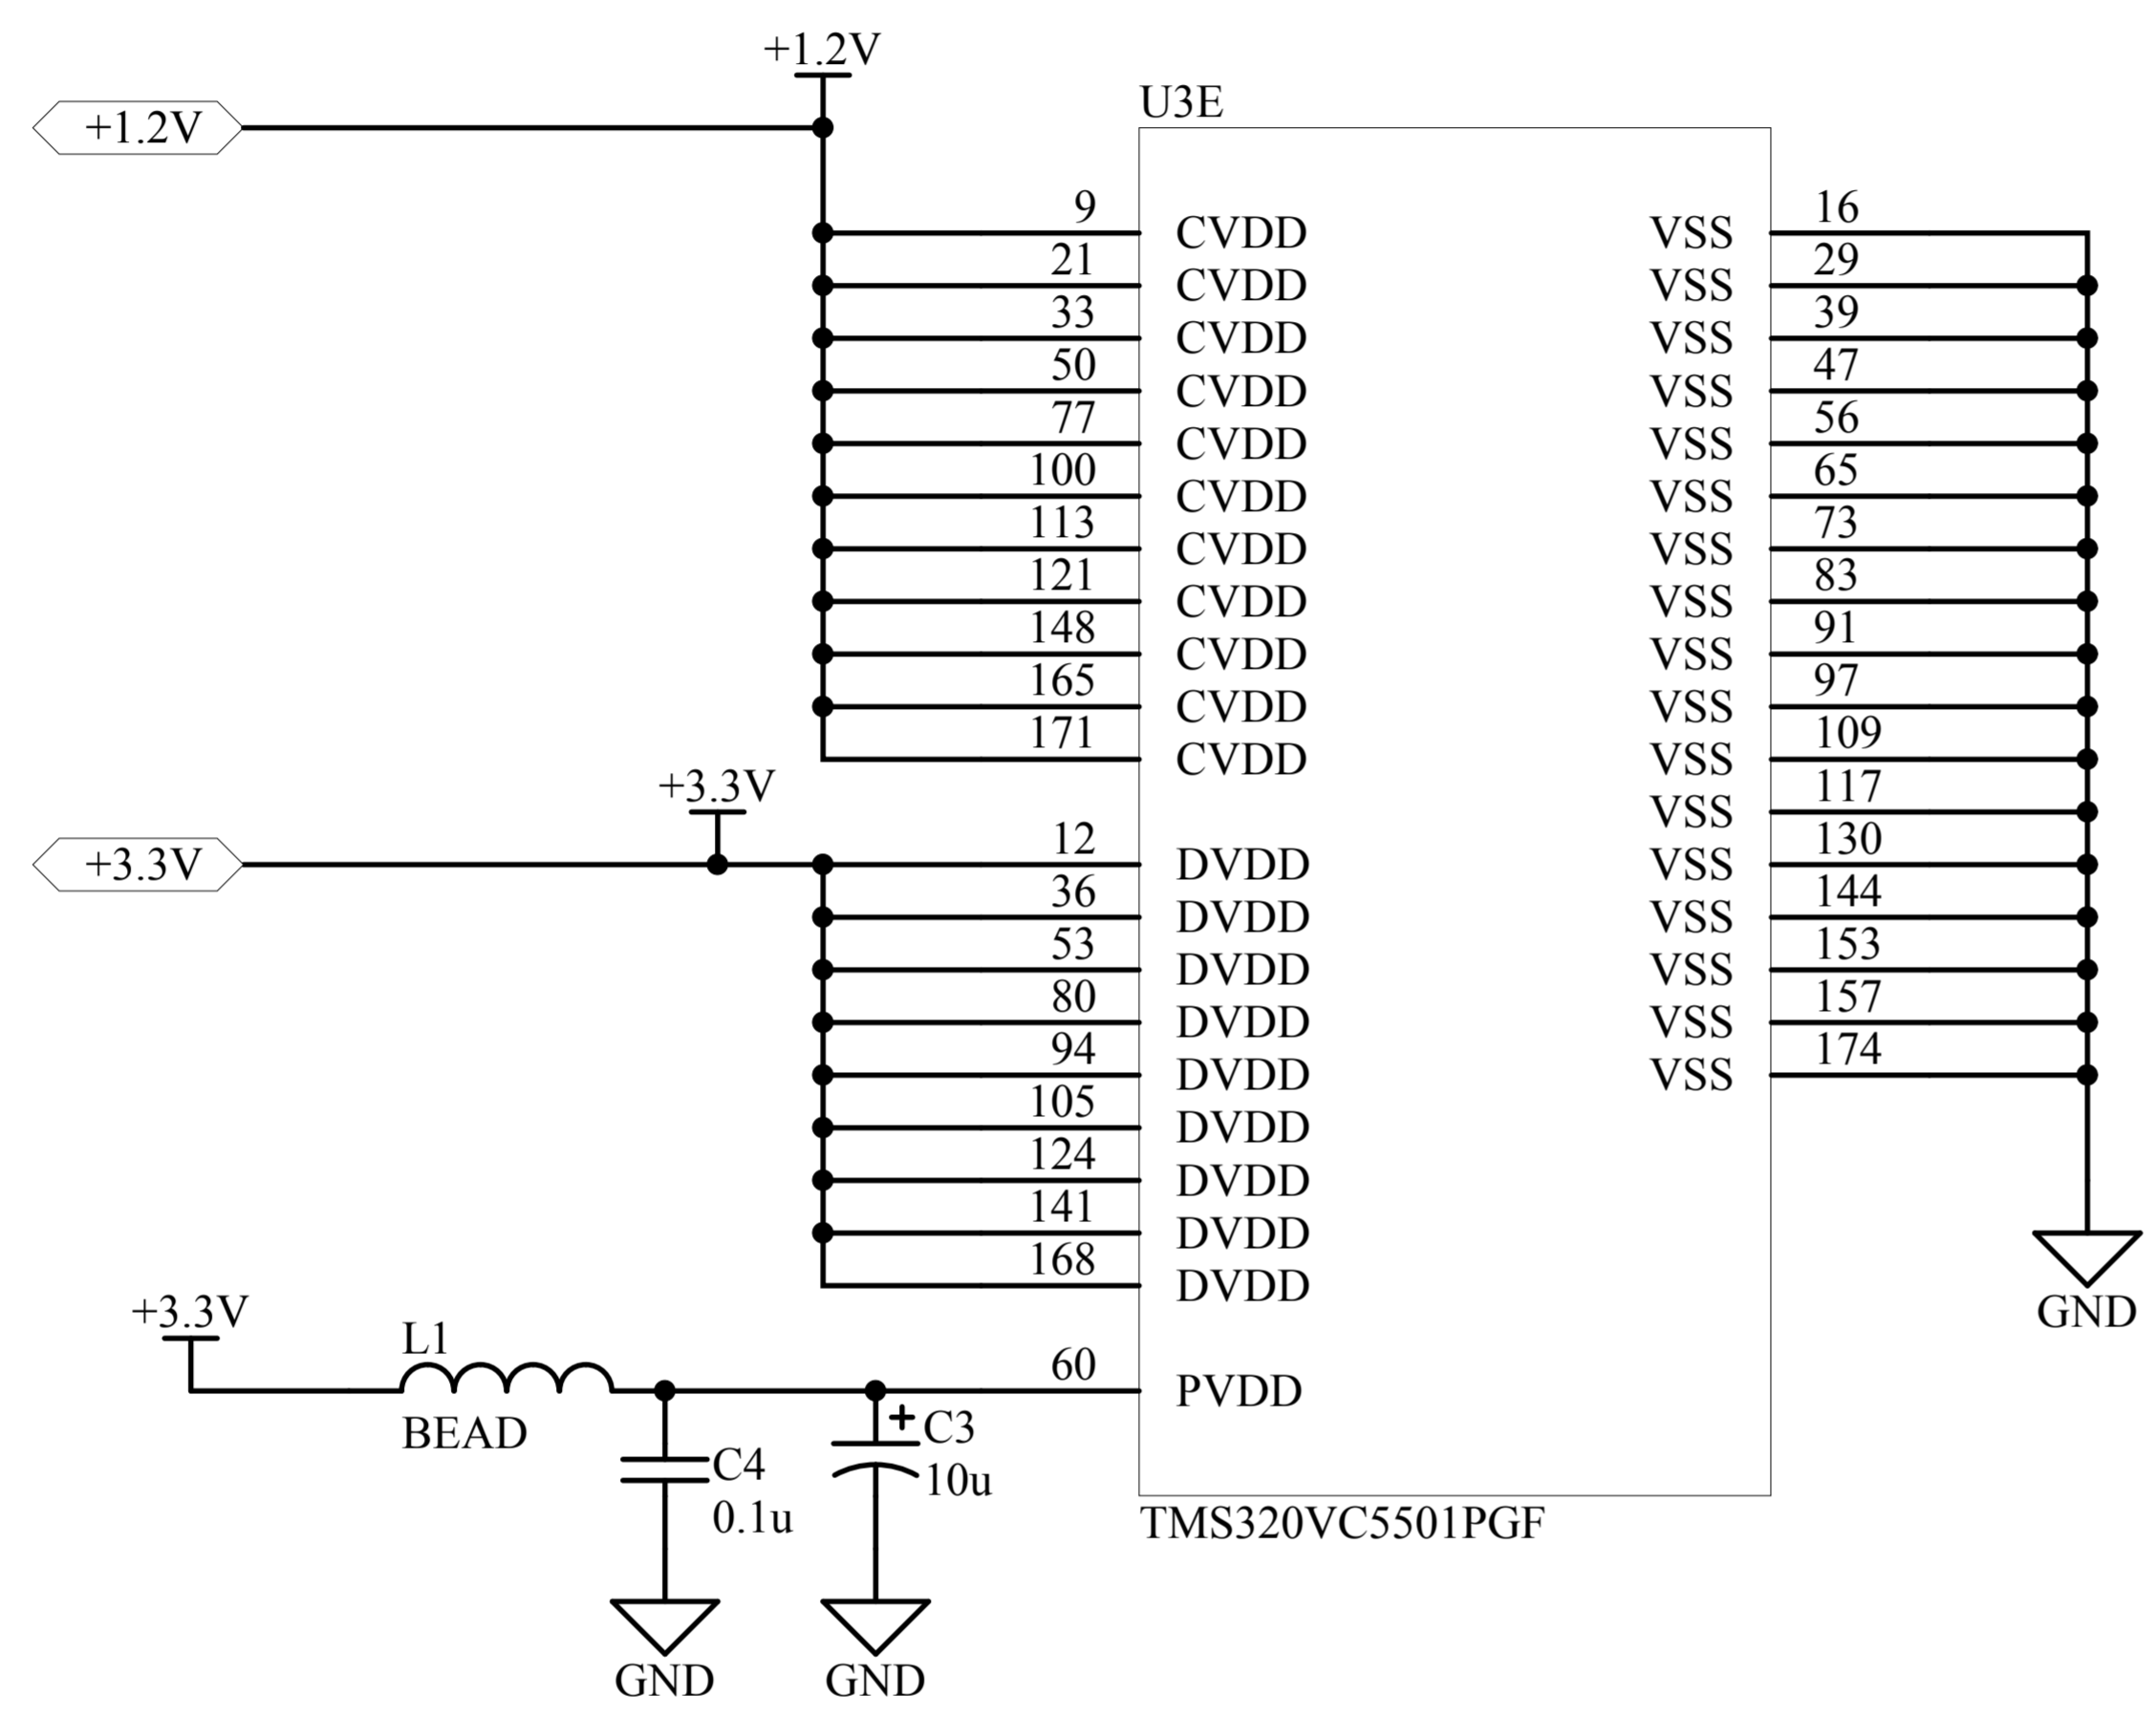 +1.2V
+1.2V
U3E
9 CVDD VSS 16
21 CVDD VSS 29
33 CVDD VSS 39
50 CVDD VSS 47
77 CVDD VSS 56
100 CVDD VSS 65
113 CVDD VSS 73
121 CVDD VSS 83
148 CVDD VSS 91
165 CVDD VSS 97
171 CVDD VSS 109
+3.3V VSS 117
+3.3V 12 DVDD VSS 130
36 DVDD VSS 144
53 DVDD VSS 153
80 DVDD VSS 157
94 DVDD VSS 174
105 DVDD
124 DVDD
141 DVDD
168 DVDD
GND
+3.3V
L1
BEAD
60 PVDD
+ C3
10u
C4
0.1u
TMS320VC5501PGF
GND
GND